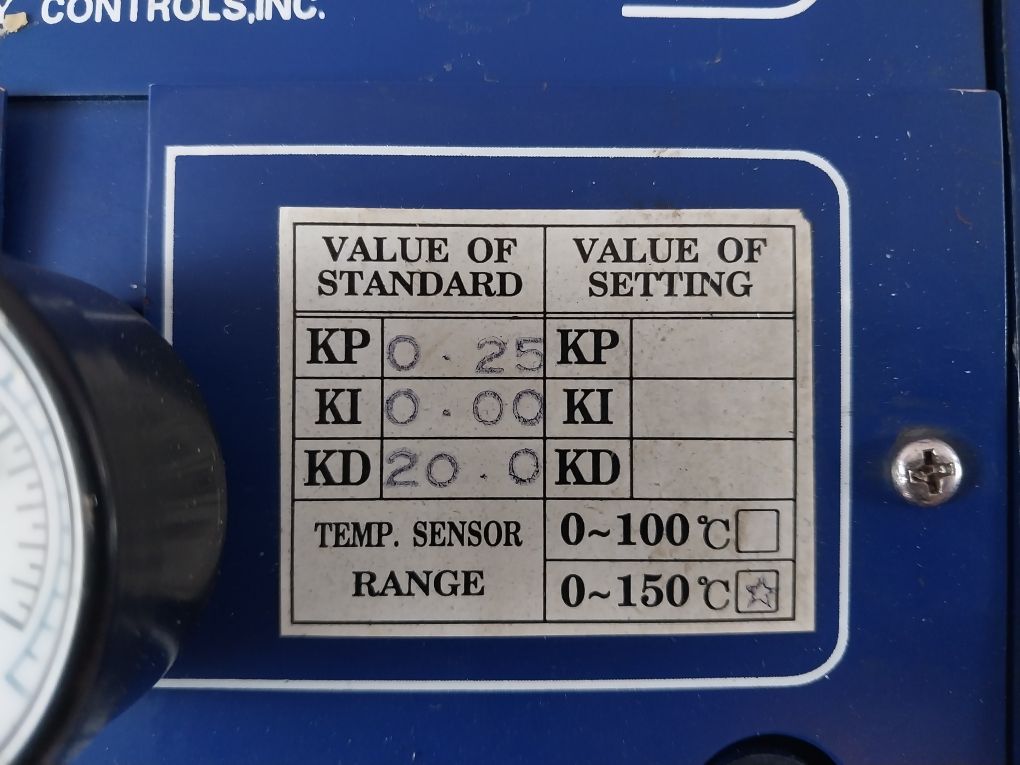 CONTROLS,INC.
VALUE OF STANDARD
VALUE OF SETTING
KP 0.25 KP
KI 0.00 KI
KD 20.0 KD
TEMP. SENSOR RANGE
0~100℃
0~150℃ ☆